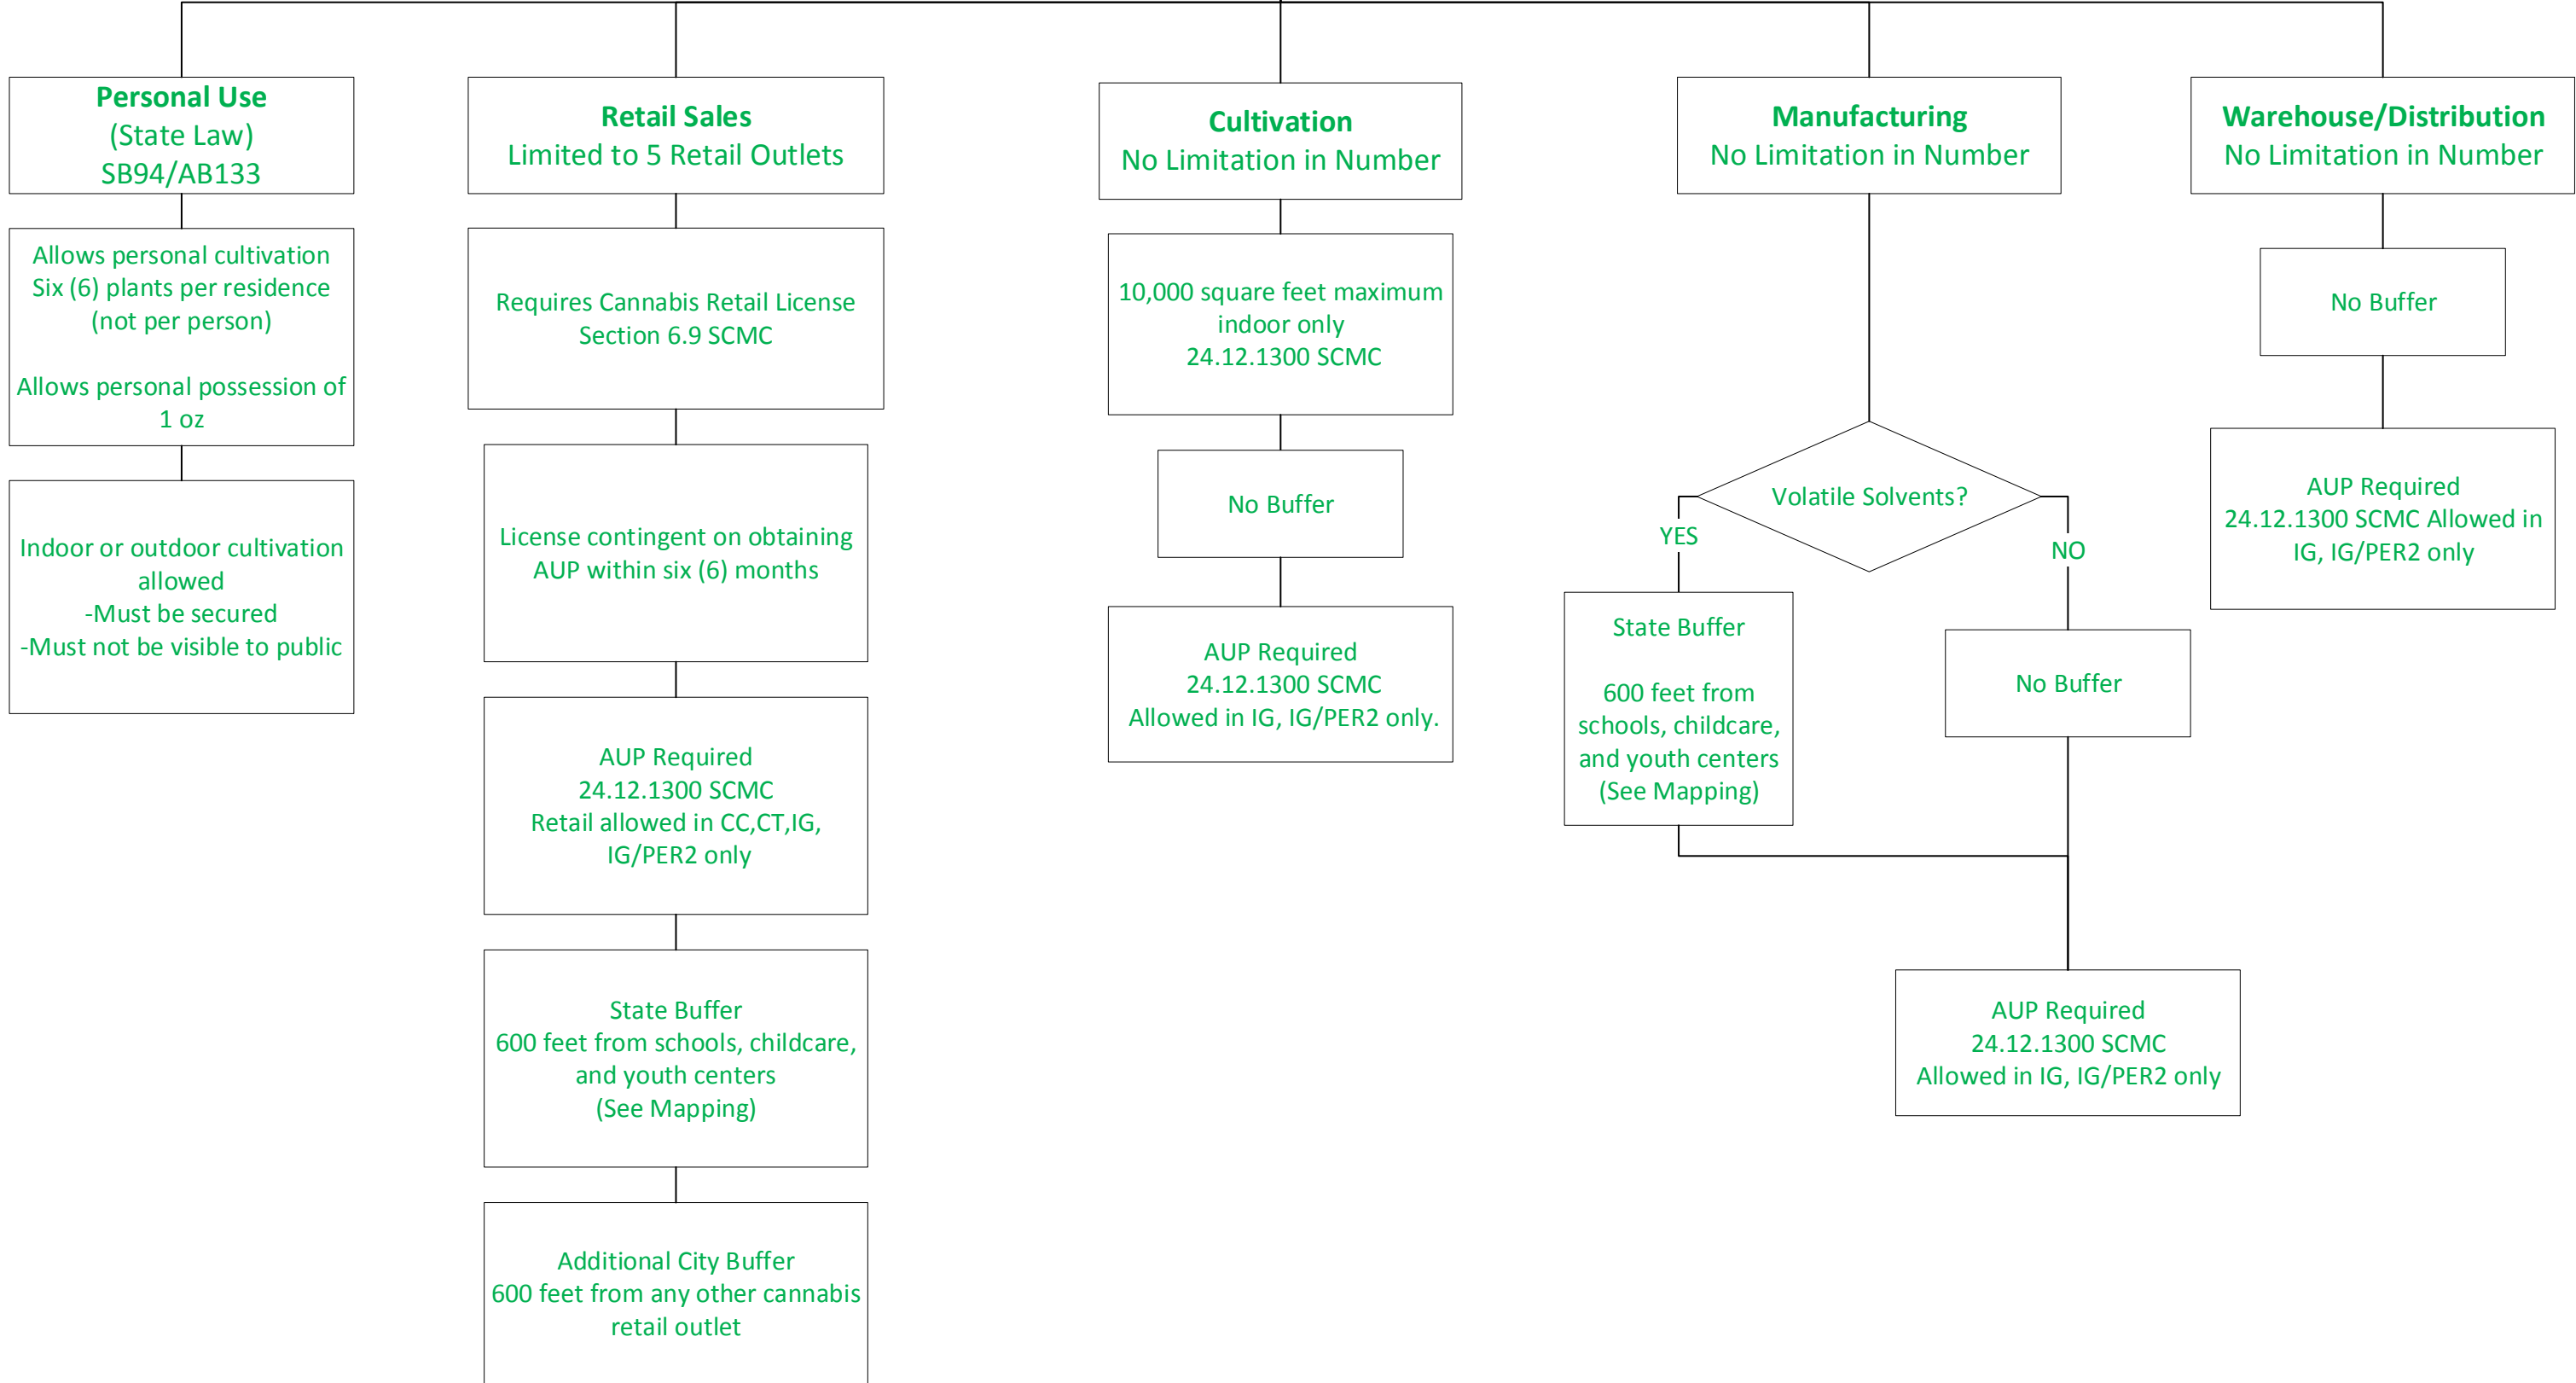 Personal Use
(State Law)
SB94/AB133
Allows personal cultivation
Six (6) plants per residence
(not per person)
Allows personal possession of
1 oz
Indoor or outdoor cultivation
allowed
-Must be secured
-Must not be visible to public
Retail Sales
Limited to 5 Retail Outlets
Requires Cannabis Retail License
Section 6.9 SCMC
License contingent on obtaining
AUP within six (6) months
AUP Required
24.12.1300 SCMC
Retail allowed in CC,CT,IG,
IG/PER2 only
State Buffer
600 feet from schools, childcare,
and youth centers
(See Mapping)
Additional City Buffer
600 feet from any other cannabis
retail outlet
Cultivation
No Limitation in Number
10,000 square feet maximum
indoor only
24.12.1300 SCMC
No Buffer
AUP Required
24.12.1300 SCMC
Allowed in IG, IG/PER2 only.
Manufacturing
No Limitation in Number
Volatile Solvents?
YES
NO
State Buffer
600 feet from
schools, childcare,
and youth centers
(See Mapping)
No Buffer
AUP Required
24.12.1300 SCMC
Allowed in IG, IG/PER2 only
Warehouse/Distribution
No Limitation in Number
No Buffer
AUP Required
24.12.1300 SCMC Allowed in
IG, IG/PER2 only